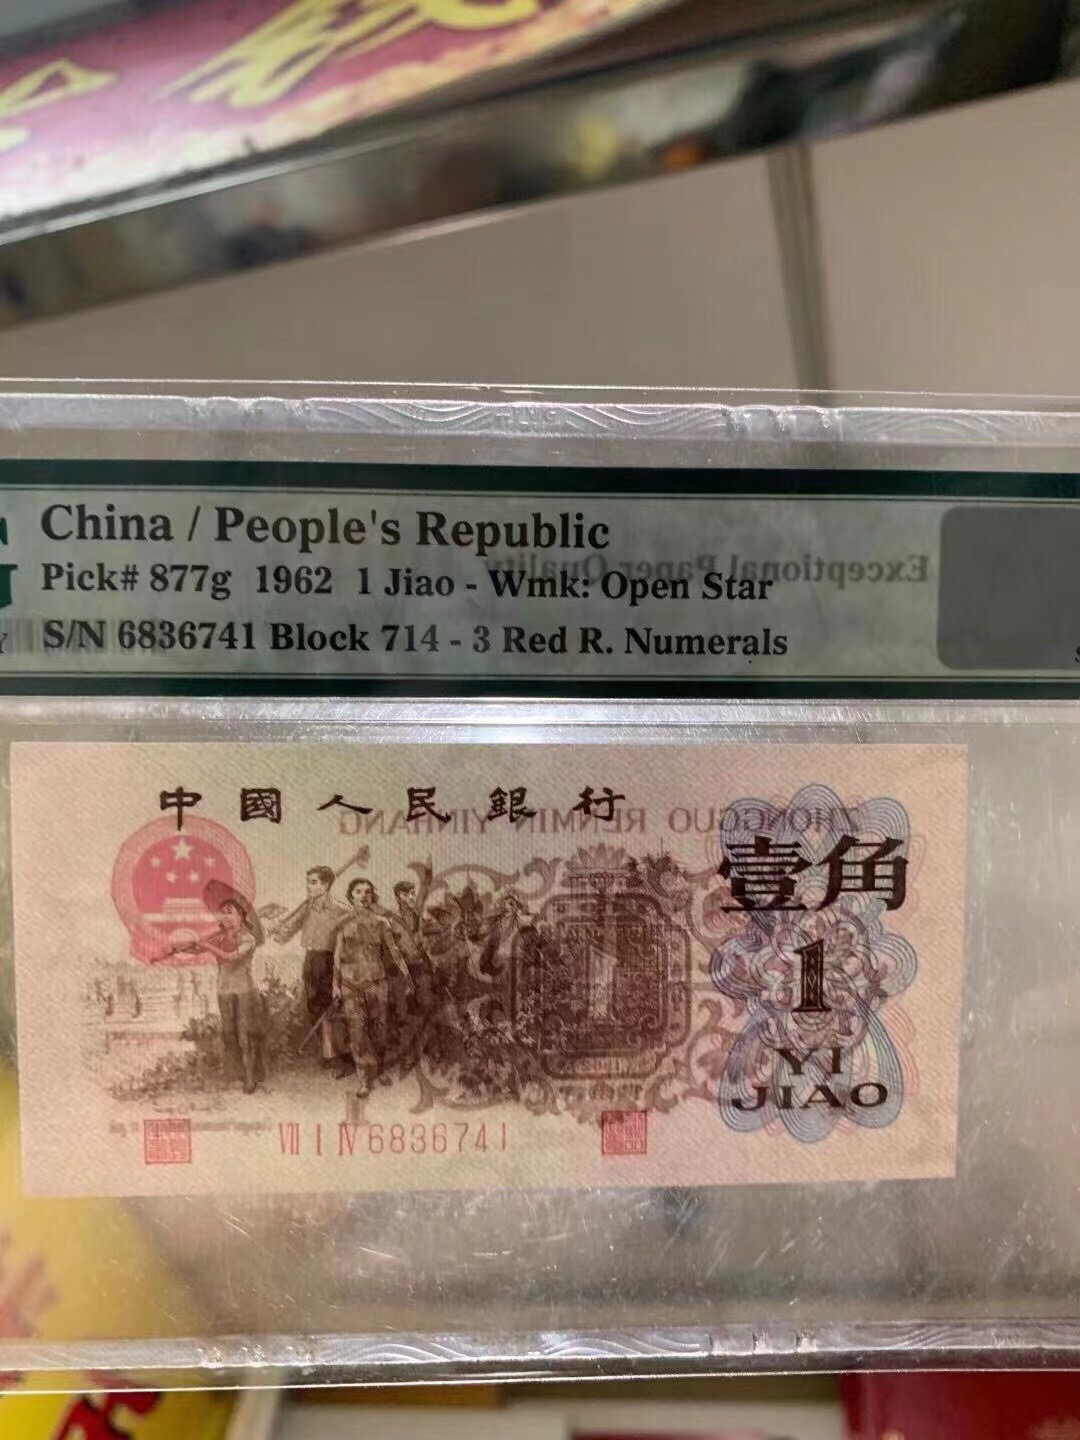 China / People's Republic
Pick# 877g 1962 1 Jiao - Wmk: Open Star
Exceptional Paper Quality
S/N 6836741 Block 714 - 3 Red R. Numerals
中國人民銀行
ZHONGGUO RENMIN YINHANG
壹角
1
YI
JIAO
VII I IV 6836741